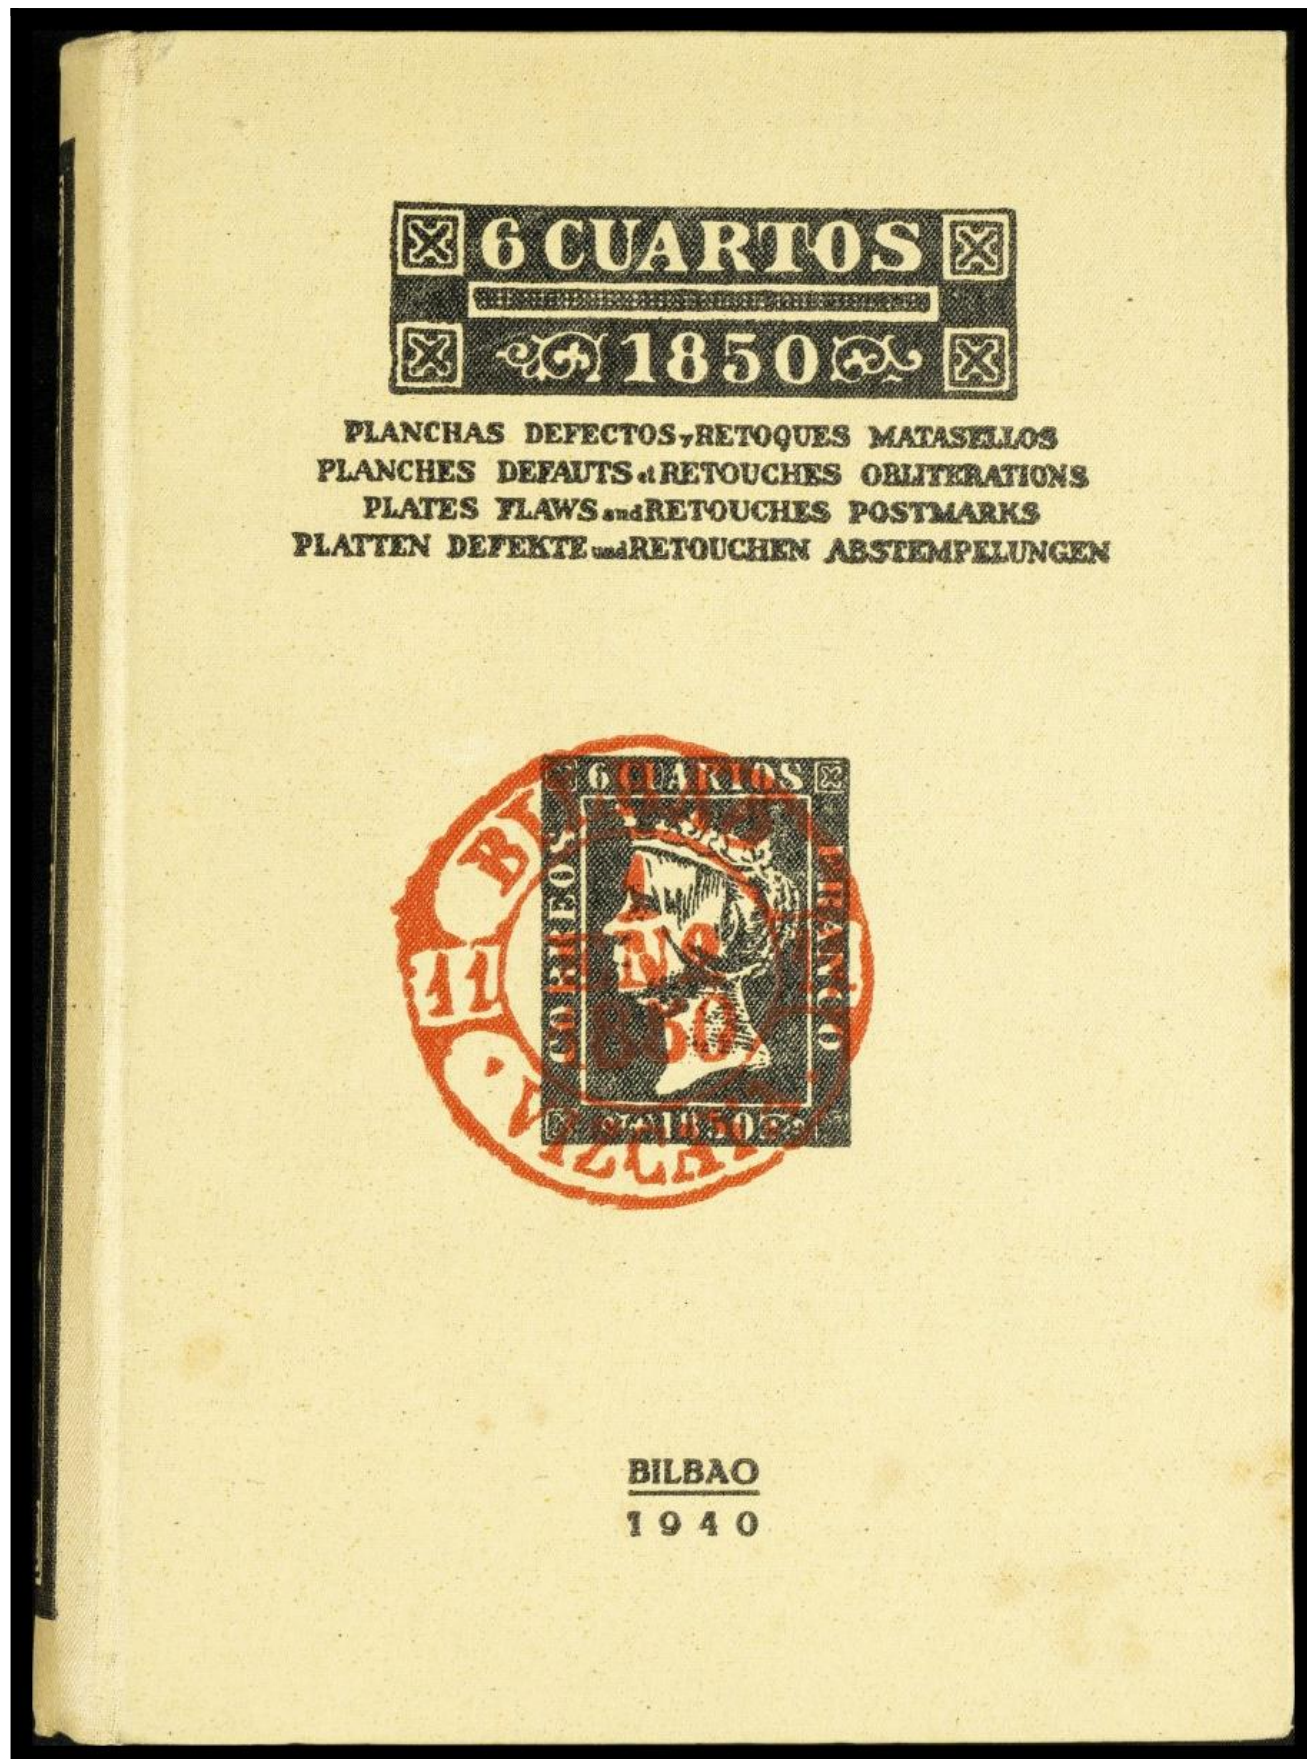 6 CUARTOS
1850
PLANCHAS DEFECTOS y RETOQUES MATASELLOS
PLANCHES DEFAUTS et RETOUCHES OBLITERATIONS
PLATES FLAWS and RETOUCHES POSTMARKS
PLATTEN DEFEKTE und RETOUCHEN ABSTEMPELUNGEN
6 CUARTOS
CORREOS
FRANCO
1850
11
1850
BILBAO
1940